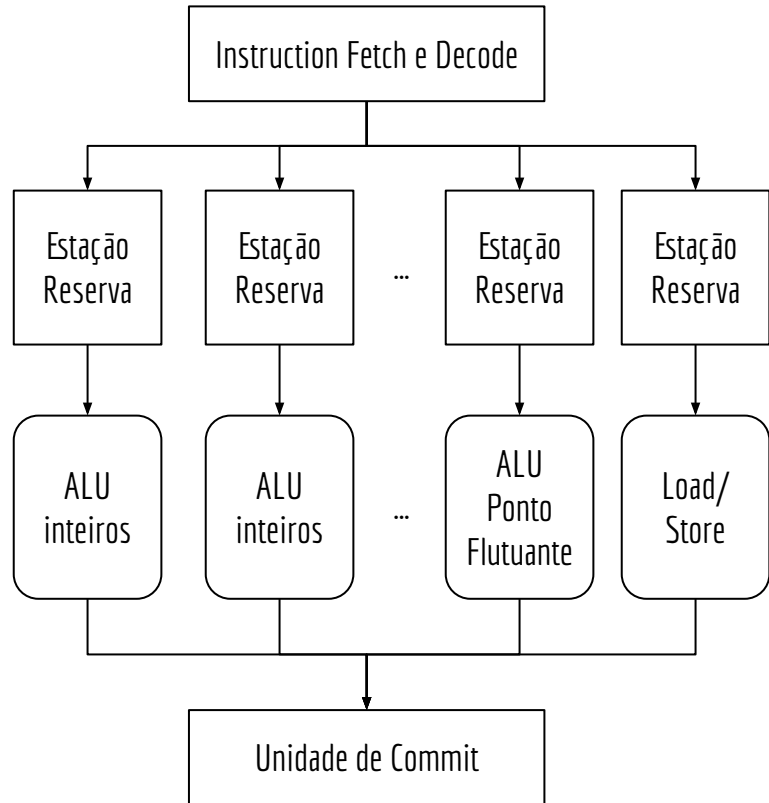 Instruction Fetch e Decode
Estação
Reserva
Estação
Reserva
...
Estação
Reserva
Estação
Reserva
ALU
inteiros
ALU
inteiros
...
ALU
Ponto
Flutuante
Load/
Store
Unidade de Commit